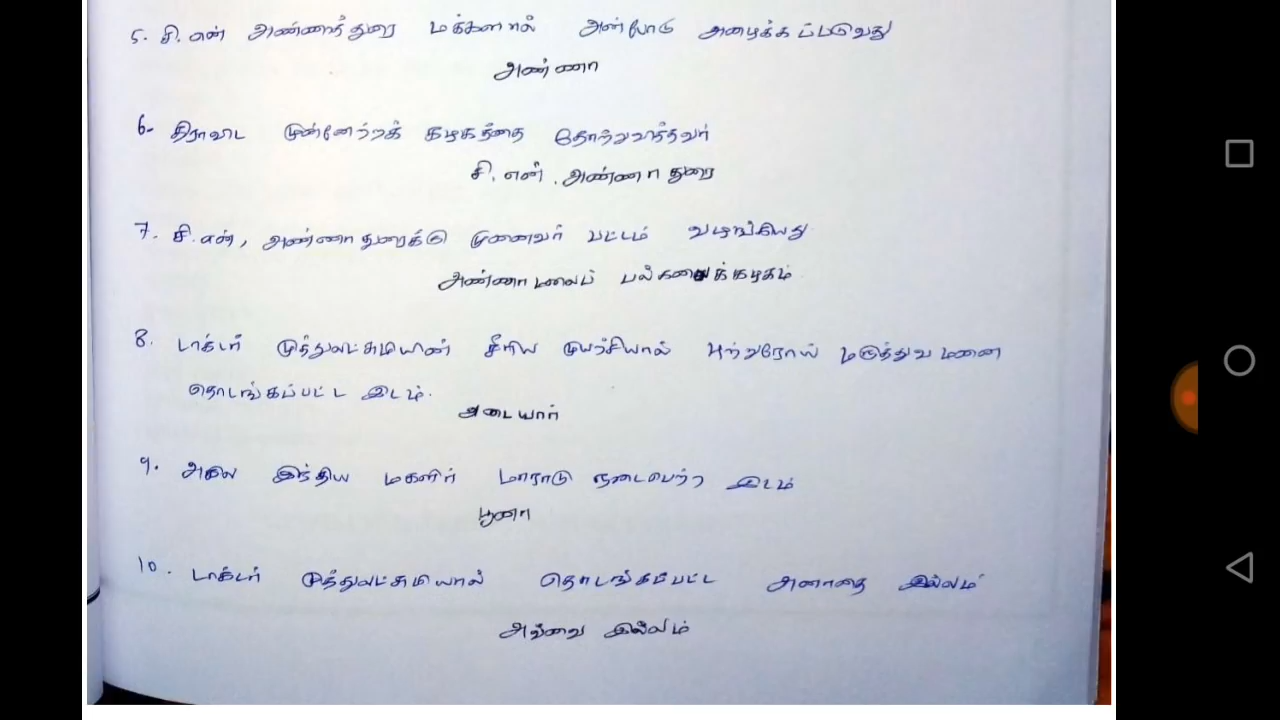 5. சி.என் அண்ணாத்துரை மக்களால் அன்போடு அழைக்கப்படுவது
அண்ணா
6. திராவிட முன்னேற்றக் கழகத்தை தோற்றுவித்தவர்
சி.என்.அண்ணாதுரை
7. சி.என், அண்ணாதுரைக்கு முனைவர் பட்டம் வழங்கியது
அண்ணாமலைப் பல்கலைக்கழகம்
8. டாக்டர் முத்துலட்சுமியின் சீரிய முயற்சியால் புற்றுநோய் மருத்துவமனை
தொடங்கப்பட்ட இடம்.
அடையார்
9. அகில இந்திய மகளிர் மாநாடு நடைபெற்ற இடம்
பூனா
10. டாக்டர் முத்துலட்சுமியால் தொடங்கப்பட்ட அனாதை இல்லம்
அவ்வை இல்லம்